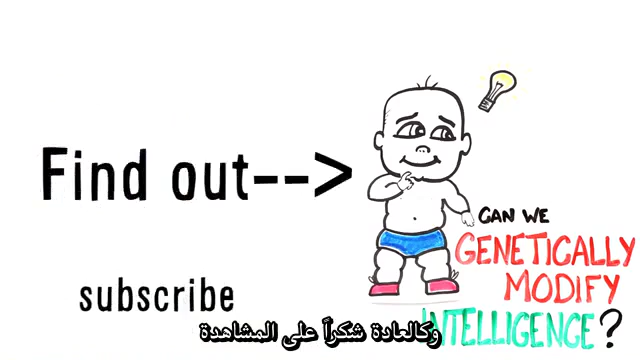 Find out-->
CAN WE
GENETICALLY
MODIFY
INTELLIGENCE?
subscribe
وكالعادة شكراً على المشاهدة